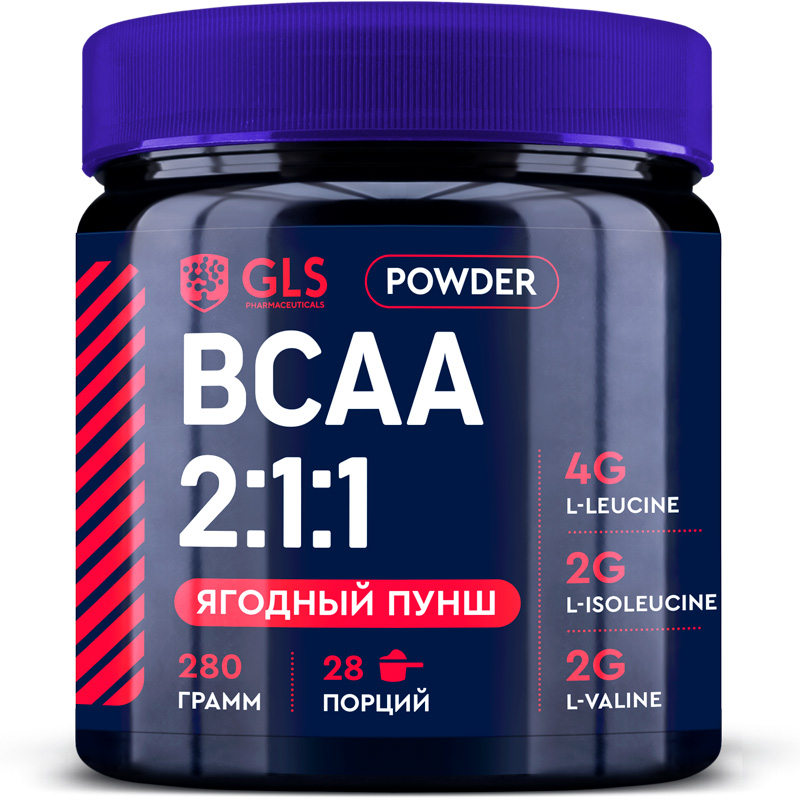 GLS
PHARMACEUTICALS
POWDER
BCAA
2:1:1
ЯГОДНЫЙ ПУНШ
280
ГРАММ
28
ПОРЦИЙ
4G
L-LEUCINE
2G
L-ISOLEUCINE
2G
L-VALINE